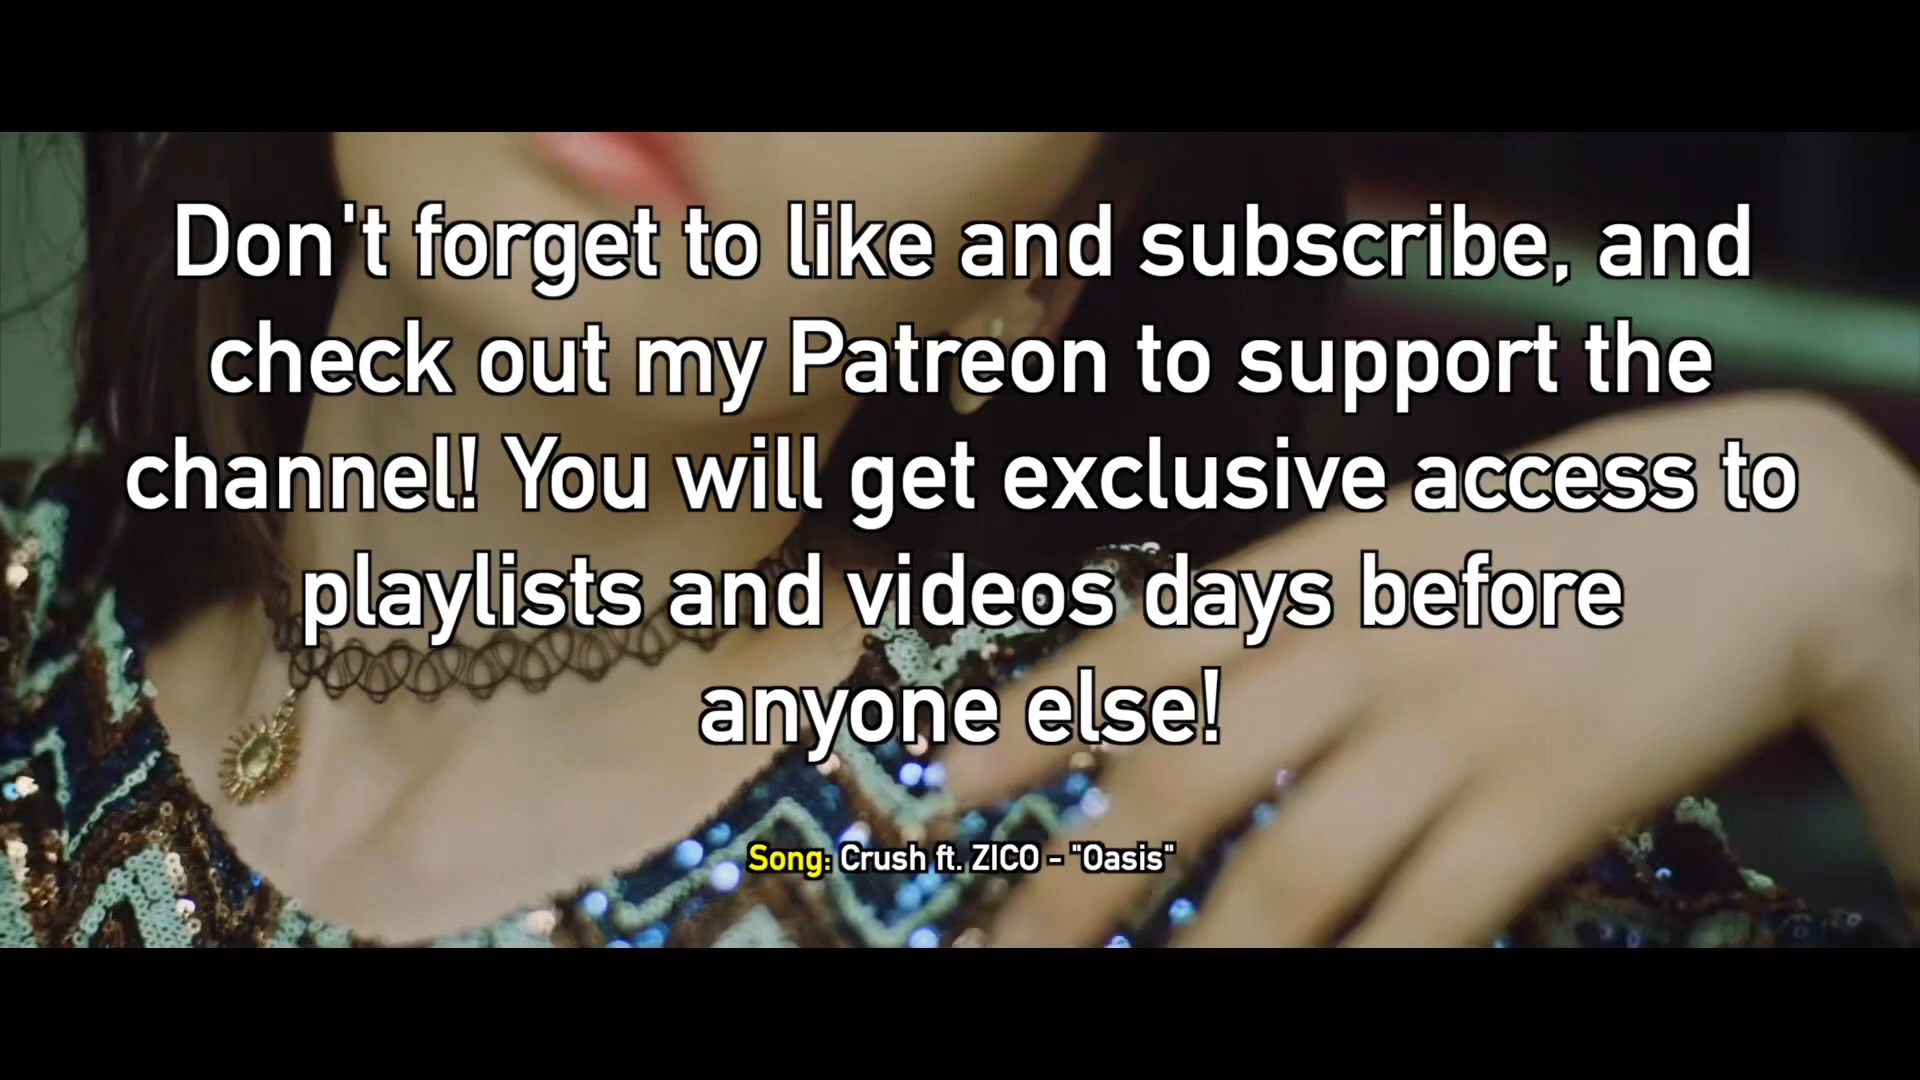 Don't forget to like and subscribe, and
check out my Patreon to support the
channel! You will get exclusive access to
playlists and videos days before
anyone else!
Song: Crush ft. ZICO - "Oasis"